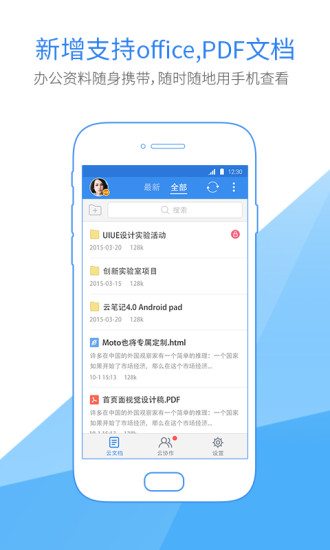 新增支持office,PDF文档
办公资料随身携带,随时随地用手机查看
12:30
最新 全部
搜索
UIUE设计实验活动
2015-03-20 128k
创新实验室项目
2015-03-15 128k
云笔记4.0 Android pad
2015-03-20 128k
Moto也将专属定制.html
许多在中国的外国观察家有一个简单的推理：一个国家
如果开始了市场经济，那么在这个市场经济...
10-1 15:13 120k
首页面视觉设计稿.PDF
许多在中国的外国观察家有一个简单的推理：一个国家
如果开始了市场经济，那么在这个市场经济...
10-1 15:13 128k
云文档 云协作 设置